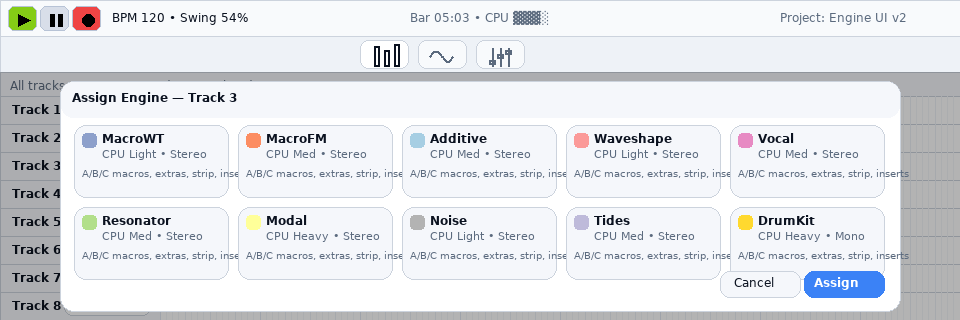 BPM 120 • Swing 54%
Bar 05:03 • CPU ▓▓▓▓░
Project: Engine UI v2
All tracks
Assign Engine — Track 3
Track 1
Track 2
Track 3
Track 4
Track 5
Track 6
Track 7
Track 8
MacroWT
CPU Light • Stereo
A/B/C macros, extras, strip, inse
MacroFM
CPU Med • Stereo
A/B/C macros, extras, strip, inse
Additive
CPU Med • Stereo
A/B/C macros, extras, strip, inse
Waveshape
CPU Light • Stereo
A/B/C macros, extras, strip, inse
Vocal
CPU Med • Stereo
A/B/C macros, extras, strip, inserts
Resonator
CPU Med • Stereo
A/B/C macros, extras, strip, inse
Modal
CPU Heavy • Stereo
A/B/C macros, extras, strip, inse
Noise
CPU Light • Stereo
A/B/C macros, extras, strip, inse
Tides
CPU Med • Stereo
A/B/C macros, extras, strip, inse
DrumKit
CPU Heavy • Mono
A/B/C macros, extras, strip, inserts
Cancel
Assign